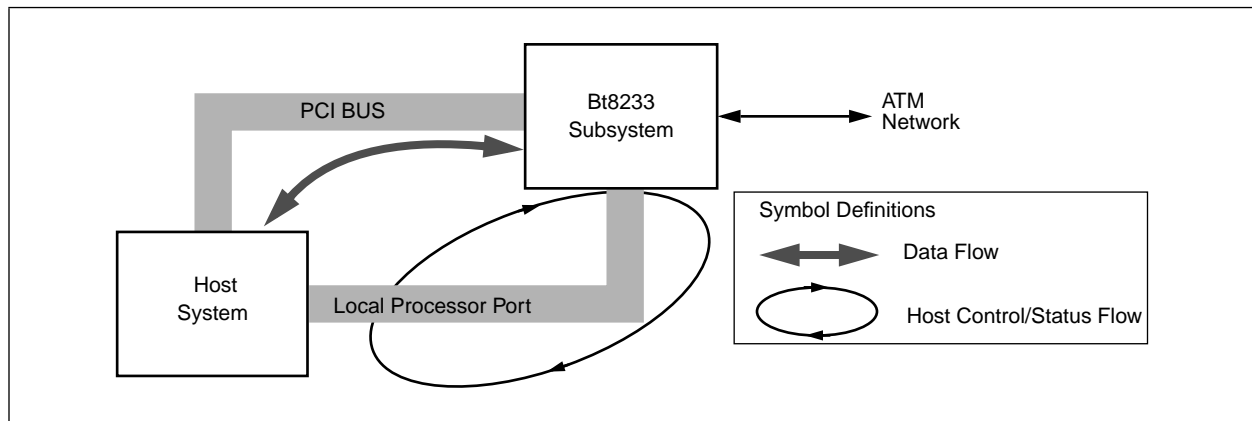 PCI BUS
Bt8233
Subsystem
ATM
Network
Host
System
Local Processor Port
Symbol Definitions
Data Flow
Host Control/Status Flow